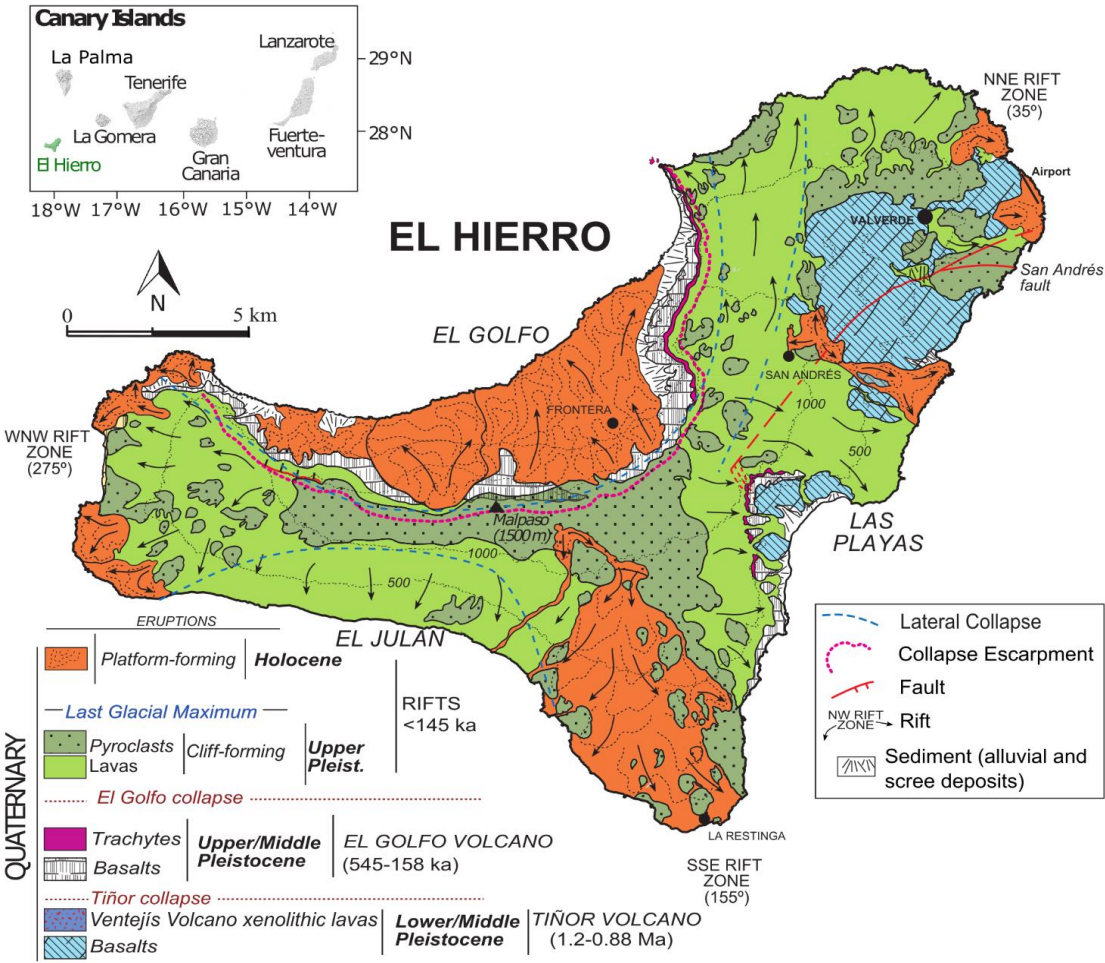 Canary Islands
La Palma
Lanzarote
Tenerife
La Gomera
El Hierro
Gran
Canaria
Fuerte-
ventura
29°N
28°N
18°W 17°W 16°W 15°W 14°W
N
0 5 km
EL HIERRO
EL GOLFO
NNE RIFT
ZONE
(35º)
Airport
VALVERDE
San Andrés
fault
SAN ANDRÉS
1000
500
FRONTERA
WNW RIFT
ZONE
(275º)
Malpaso
(1500 m)
1000
500
LAS
PLAYAS
EL JULAN
LA RESTINGA
SSE RIFT
ZONE
(155º)
ERUPTIONS
Platform-forming Holocene
Last Glacial Maximum
RIFTS
<145 ka
Pyroclasts
Lavas
Cliff-forming
Upper
Pleist.
El Golfo collapse
Trachytes
Basalts
Upper/Middle
Pleistocene
EL GOLFO VOLCANO
(545-158 ka)
Tiñor collapse
Ventejís Volcano xenolithic lavas
Basalts
Lower/Middle
Pleistocene
TIÑOR VOLCANO
(1.2-0.88 Ma)
QUATERNARY
Lateral Collapse
Collapse Escarpment
Fault
NW RIFT
ZONE
Rift
Sediment (alluvial and
scree deposits)